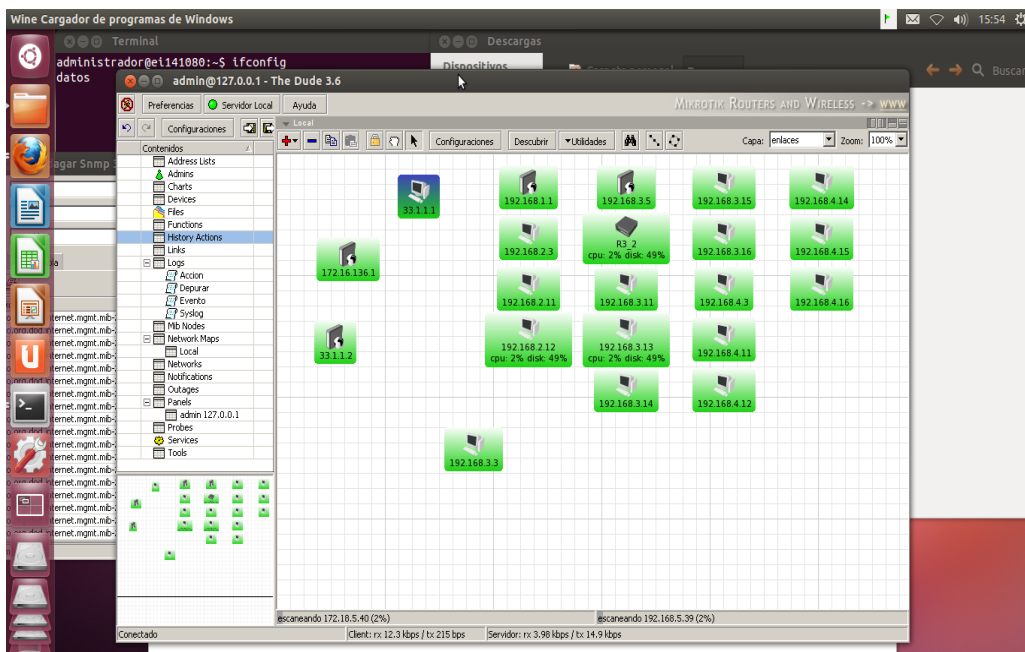 Wine Cargador de programas de Windows
15:54
Terminal
Descargas
administrador@ei141080:~$ ifconfig
datos
Dispositivos
Carpeta personal
Buscar
admin@127.0.0.1 - The Dude 3.6
Preferencias
Servidor Local
Ayuda
MikroTik Routers and Wireless -> www
Configuraciones
Local
Configuraciones
Descubrir
Utilidades
Capa: enlaces
Zoom: 100%
agar Snmp
Contenidos
Address Lists
Admins
Charts
Devices
Files
Functions
History Actions
Links
Logs
Accion
Depurar
Evento
Syslog
Mib Nodes
Network Maps
Local
Networks
Notifications
Outages
Panels
admin 127.0.0.1
Probes
Services
Tools
33.1.1.1
192.168.1.1
192.168.3.5
192.168.3.15
192.168.4.14
172.16.136.1
192.168.2.3
R3_2
cpu: 2% disk: 49%
192.168.3.16
192.168.4.15
192.168.2.11
192.168.3.11
192.168.4.3
192.168.4.16
33.1.1.2
192.168.2.12
cpu: 2% disk: 49%
192.168.3.13
cpu: 2% disk: 49%
192.168.4.11
192.168.3.14
192.168.4.12
192.168.3.3
escaneando 172.18.5.40 (2%)
escaneando 192.168.5.39 (2%)
Conectado
Client: rx 12.3 kbps / tx 215 bps
Servidor: rx 3.98 kbps / tx 14.9 kbps